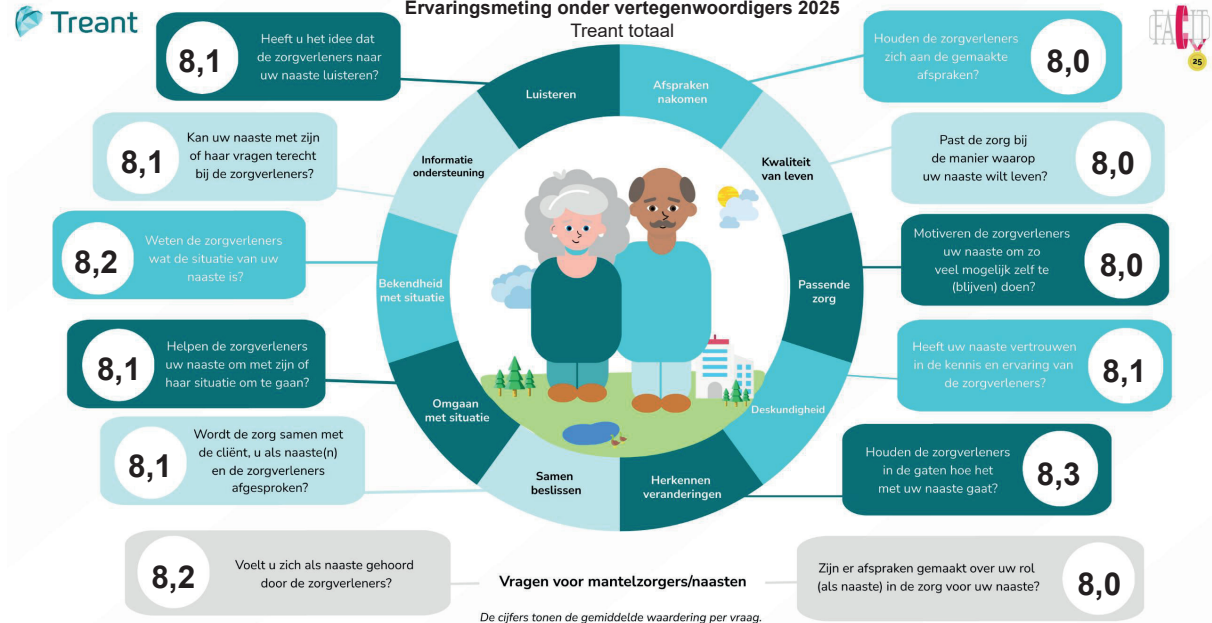 Treant
Ervaringsmeting onder vertegenwoordigers 2025
Treant totaal
FACIT
25
8,1
Heeft u het idee dat
de zorgverleners naar
uw naaste luisteren?
Houden de zorgverleners
zich aan de gemaakte
afspraken?
8,0
8,1
Kan uw naaste met zijn
of haar vragen terecht
bij de zorgverleners?
Past de zorg bij
de manier waarop
uw naaste wilt leven?
8,0
8,2
Weten de zorgverleners
wat de situatie van uw
naaste is?
Motiveren de zorgverleners
uw naaste om zo
veel mogelijk zelf te
(blijven) doen?
8,0
8,1
Helpen de zorgverleners
uw naaste om met zijn of
haar situatie om te gaan?
Heeft uw naaste vertrouwen
in de kennis en ervaring van
de zorgverleners?
8,1
8,1
Wordt de zorg samen met
de cliënt, u als naaste(n)
en de zorgverleners
afgesproken?
Houden de zorgverleners
in de gaten hoe het
met uw naaste gaat?
8,3
Luisteren
Afspraken
nakomen
Informatie
ondersteuning
Kwaliteit
van leven
Bekendheid
met situatie
Passende
zorg
Omgaan
met situatie
Deskundigheid
Samen
beslissen
Herkennen
veranderingen
8,2
Voelt u zich als naaste gehoord
door de zorgverleners?
Vragen voor mantelzorgers/naasten
Zijn er afspraken gemaakt over uw rol
(als naaste) in de zorg voor uw naaste?
8,0
De cijfers tonen de gemiddelde waardering per vraag.